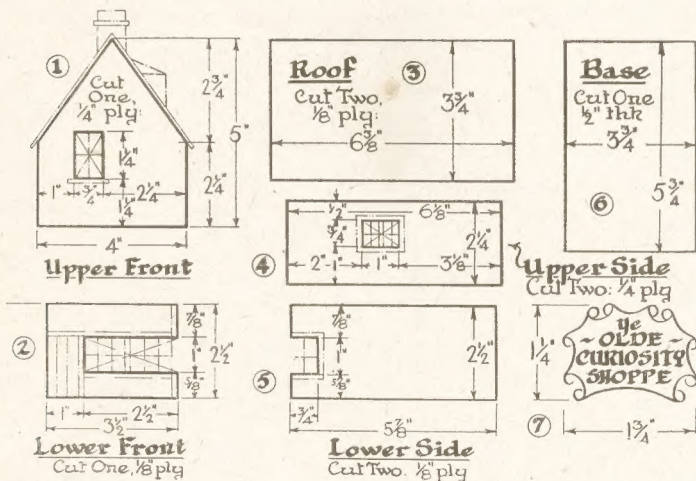 ①
Cut
One,
1/4" ply:
2 3/4"
5"
1 1/4"
2 1/4"
1"
3/4"
2 1/4"
1 1/4"
4"
Upper Front
Roof
③
Cut Two,
1/8" ply:
3 3/4"
6 3/8"
Base
Cut One
1/2" thk
3 3/4"
5 3/4"
⑥
④
1/2"
6 1/8"
3/4"
2 1/4"
2"
1"
1"
3 1/8"
Upper Side
Cut Two: 1/4" ply
②
7/8"
1"
2 1/2"
5/8"
1"
2 1/2"
3 1/2"
Lower Front
Cut One, 1/8" ply
⑤
7/8"
1"
2 1/2"
5/8"
3/4"
5 7/8"
Lower Side
Cut Two. 1/8" ply
1 1/4"
Ye
~ OLDE ~
CURIOSITY
SHOPPE
⑦
1 3/4"